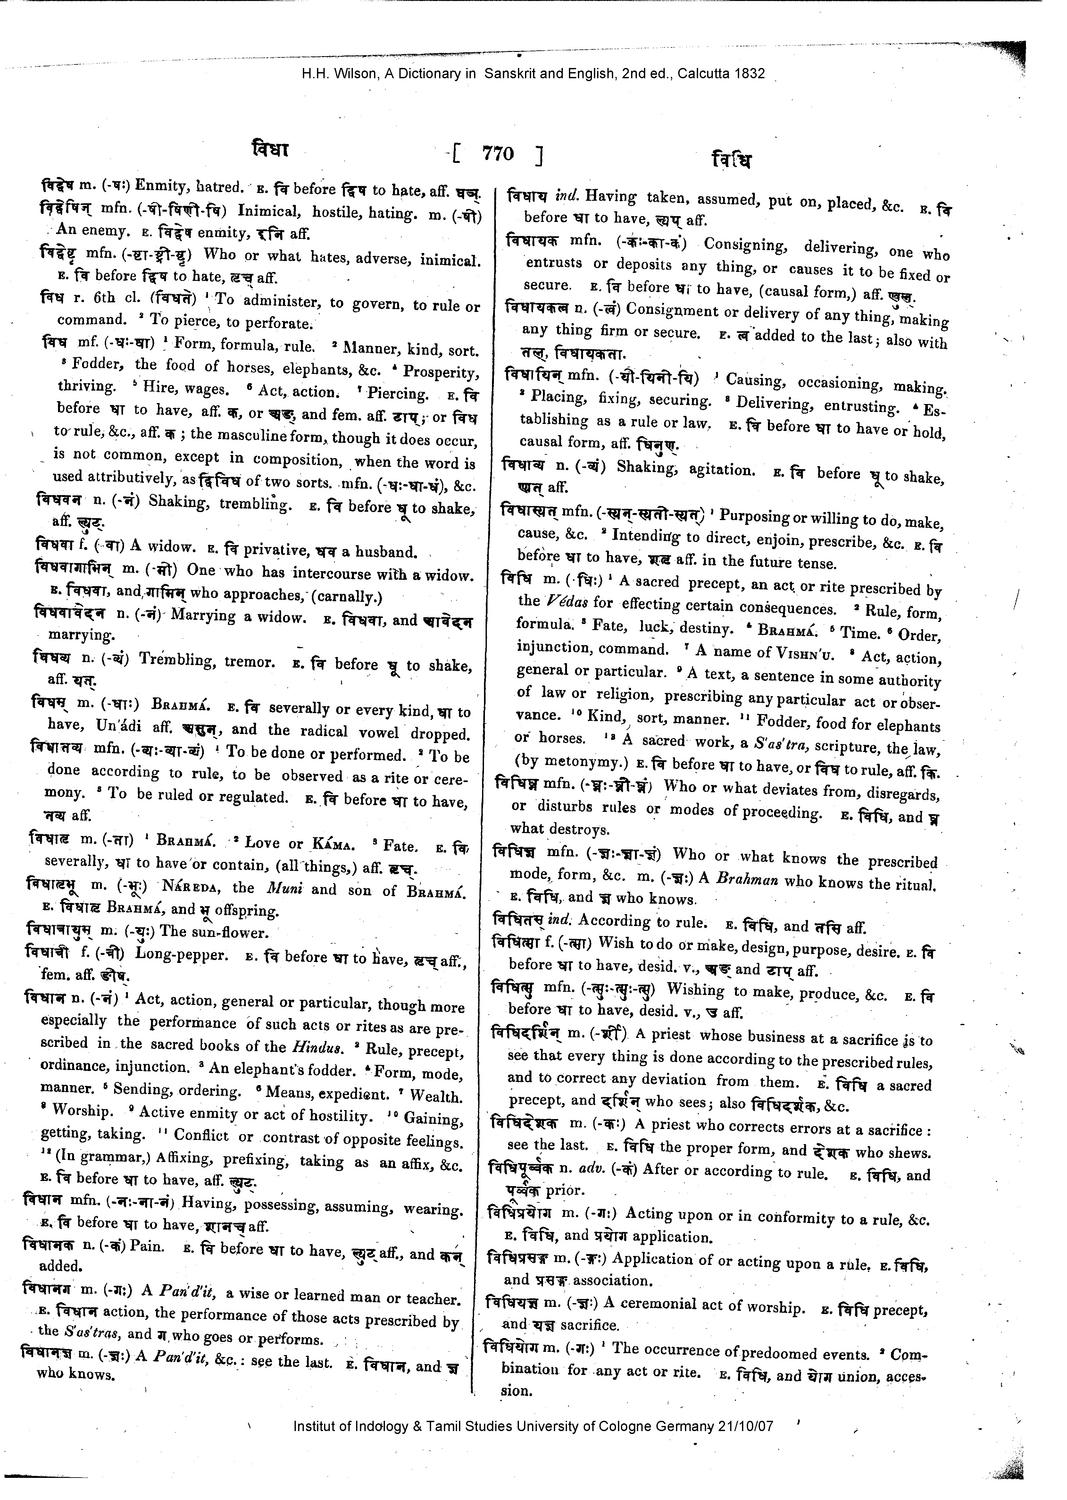 H.H. Wilson, A Dictionary in Sanskrit and English, 2nd ed., Calcutta 1832
विधा [ 770 ] विधि
विद्वेष m. (-षः) Enmity, hatred. E. वि before द्विष to hate, aff. घञ्.
विद्वेषिन् mfn. (-षी-षिणी-षि) Inimical, hostile, hating. m. (-षी)
An enemy. E. विद्वेष enmity, इनि aff.
विद्वेष्टृ mfn. (-ष्टा-ष्ट्री-ष्टृ) Who or what hates, adverse, inimical.
E. वि before द्विष to hate, तृच् aff.
विध r. 6th cl. (विधते) ¹ To administer, to govern, to rule or
command. ² To pierce, to perforate.
विध mf. (-धः-धा) ¹ Form, formula, rule. ² Manner, kind, sort.
³ Fodder, the food of horses, elephants, &c. ⁴ Prosperity,
thriving. ⁵ Hire, wages. ⁶ Act, action. ⁷ Piercing. E. वि
before धा to have, aff. क, or अङ्, and fem. aff. टाप्; or विध
to rule, &c., aff. क ; the masculine form, though it does occur,
is not common, except in composition, when the word is
used attributively, as द्विविध of two sorts. mfn. (-धः-धा-धं), &c.
विधवन n. (-नं) Shaking, trembling. E. वि before धू to shake,
aff. ल्युट्.
विधवा f. (-वा) A widow. E. वि privative, धव a husband.
विधवागामिन् m. (-मी) One who has intercourse with a widow.
E. विधवा, and गामिन् who approaches, (carnally.)
विधवावेदन n. (-नं) Marrying a widow. E. विधवा, and आवेदन
marrying.
विधव्य n. (-व्यं) Trembling, tremor. E. वि before धू to shake,
aff. यत्.
विधस् m. (-धाः) BRAHMÁ. E. वि severally or every kind, धा to
have, Un'ádi aff. असुन्, and the radical vowel dropped.
विधातव्य mfn. (-व्यः-व्या-व्यं) ¹ To be done or performed. ² To be
done according to rule, to be observed as a rite or cere-
mony. ³ To be ruled or regulated. E. वि before धा to have,
तव्य aff.
विधातृ m. (-ता) ¹ BRAHMÁ. ² Love or KÁMA. ³ Fate. E. वि
severally, धा to have or contain, (all things,) aff. तृच्.
विधातृभू m. (-भूः) NÁREDA, the Muni and son of BRAHMÁ.
E. विधातृ BRAHMÁ, and भू offspring.
विधात्रायुस् m. (-युः) The sun-flower.
विधात्री f. (-त्री) Long-pepper. E. वि before धा to have, तृच् aff.,
fem. aff. ङीष्.
विधान n. (-नं) ¹ Act, action, general or particular, though more
especially the performance of such acts or rites as are pre-
scribed in the sacred books of the Hindus. ² Rule, precept,
ordinance, injunction. ³ An elephant's fodder. ⁴ Form, mode,
manner. ⁵ Sending, ordering. ⁶ Means, expedient. ⁷ Wealth.
⁸ Worship. ⁹ Active enmity or act of hostility. ¹⁰ Gaining,
getting, taking. ¹¹ Conflict or contrast of opposite feelings.
¹² (In grammar,) Affixing, prefixing, taking as an affix, &c.
E. वि before धा to have, aff. ल्युट्.
विधान mfn. (-नः-ना-नं) Having, possessing, assuming, wearing.
E. वि before धा to have, शानच् aff.
विधानक n. (-कं) Pain. E. वि before धा to have, ल्युट् aff., and कन्
added.
विधानग m. (-गः) A Pan'd'it, a wise or learned man or teacher.
E. विधान action, the performance of those acts prescribed by
the S'as'tras, and ग who goes or performs.
विधानज्ञ m. (-ज्ञः) A Pan'd'it, &c. : see the last. E. विधान, and ज्ञ
who knows.
विधाय ind. Having taken, assumed, put on, placed, &c. E. वि
before धा to have, ल्यप् aff.
विधायक mfn. (-कः-का-कं) Consigning, delivering, one who
entrusts or deposits any thing, or causes it to be fixed or
secure. E. वि before धा to have, (causal form,) aff. ण्वुल्.
विधायकत्व n. (-त्वं) Consignment or delivery of any thing, making
any thing firm or secure. E. त्व added to the last ; also with
तल्, विधायकता.
विधायिन् mfn. (-यी-यिनी-यि) ¹ Causing, occasioning, making.
² Placing, fixing, securing. ³ Delivering, entrusting. ⁴ Es-
tablishing as a rule or law. E. वि before धा to have or hold,
causal form, aff. घिनुण्.
विधाव्य n. (-व्यं) Shaking, agitation. E. वि before धू to shake,
ण्यत् aff.
विधास्यत् mfn. (-स्यन्-स्यती-स्यत्) ¹ Purposing or willing to do, make,
cause, &c. ² Intending to direct, enjoin, prescribe, &c. E. वि
before धा to have, शतृ aff. in the future tense.
विधि m. (-धिः) ¹ A sacred precept, an act or rite prescribed by
the Védas for effecting certain consequences. ² Rule, form,
formula. ³ Fate, luck, destiny. ⁴ BRAHMÁ. ⁵ Time. ⁶ Order,
injunction, command. ⁷ A name of VISHN'U. ⁸ Act, action,
general or particular. ⁹ A text, a sentence in some authority
of law or religion, prescribing any particular act or obser-
vance. ¹⁰ Kind, sort, manner. ¹¹ Fodder, food for elephants
or horses. ¹² A sacred work, a S'as'tra, scripture, the law,
(by metonymy.) E. वि before धा to have, or विध to rule, aff. कि.
विधिघ्न mfn. (-घ्नः-घ्नी-घ्नं) Who or what deviates from, disregards,
or disturbs rules or modes of proceeding. E. विधि, and घ्न
what destroys.
विधिज्ञ mfn. (-ज्ञः-ज्ञा-ज्ञं) Who or what knows the prescribed
mode, form, &c. m. (-ज्ञः) A Brahman who knows the ritual.
E. विधि, and ज्ञ who knows.
विधितस् ind. According to rule. E. विधि, and तसि aff.
विधित्सा f. (-त्सा) Wish to do or make, design, purpose, desire. E. वि
before धा to have, desid. v., अङ् and टाप् aff.
विधित्सु mfn. (-त्सुः-त्सुः-त्सु) Wishing to make, produce, &c. E. वि
before धा to have, desid. v., उ aff.
विधिदर्शिन् m. (-र्शी) A priest whose business at a sacrifice is to
see that every thing is done according to the prescribed rules,
and to correct any deviation from them. E. विधि a sacred
precept, and दर्शिन् who sees ; also विधिदर्शक, &c.
विधिदेशक m. (-कः) A priest who corrects errors at a sacrifice :
see the last. E. विधि the proper form, and देशक who shews.
विधिपूर्व्वक n. adv. (-कं) After or according to rule. E. विधि, and
पूर्व्वक prior.
विधिप्रयोग m. (-गः) Acting upon or in conformity to a rule, &c.
E. विधि, and प्रयोग application.
विधिप्रसङ्ग m. (-ङ्गः) Application of or acting upon a rule. E. विधि,
and प्रसङ्ग association.
विधियज्ञ m. (-ज्ञः) A ceremonial act of worship. E. विधि precept,
and यज्ञ sacrifice.
विधियोग m. (-गः) ¹ The occurrence of predoomed events. ² Com-
bination for any act or rite. E. विधि, and योग union, acces-
sion.
Institut of Indology & Tamil Studies University of Cologne Germany 21/10/07